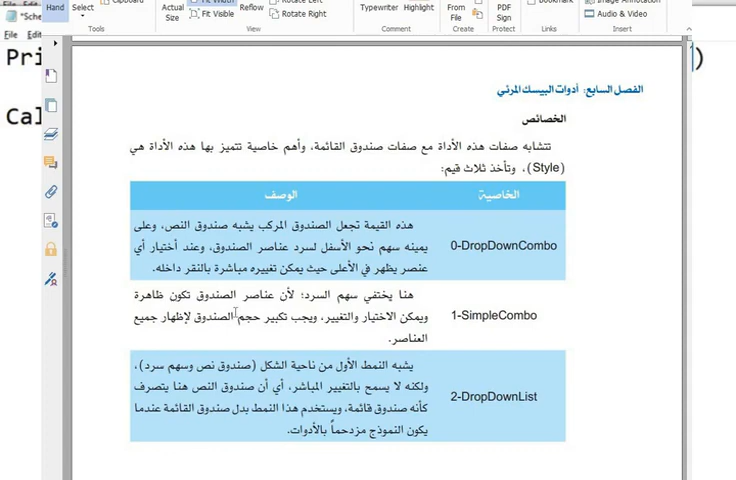 Hand
Select
Actual
Size
Fit Width
Fit Visible
Reflow
Rotate Left
Rotate Right
Typewriter
Highlight
From
File
PDF
Sign
Bookmark
Image Annotation
Audio & Video
Tools
View
Comment
Create
Protect
Links
Insert
File
Pri
)
Cal
الفصل السابع: أدوات البيسك المرئي
الخصائص
تتشابه صفات هذه الأداة مع صفات صندوق القائمة، وأهم خاصية تتميز بها هذه الأداة هي
(Style)، وتأخذ ثلاث قيم:
الخاصية
الوصف
0-DropDownCombo
هذه القيمة تجعل الصندوق المركب يشبه صندوق النص، وعلى
يمينه سهم نحو الأسفل لسرد عناصر الصندوق، وعند أختيار أي
عنصر يظهر في الأعلى حيث يمكن تغييره مباشرة بالنقر داخله.
1-SimpleCombo
هنا يختفي سهم السرد؛ لأن عناصر الصندوق تكون ظاهرة
ويمكن الاختيار والتغيير، ويجب تكبير حجم الصندوق لإظهار جميع
العناصر.
2-DropDownList
يشبه النمط الأول من ناحية الشكل (صندوق نص وسهم سرد)،
ولكنه لا يسمح بالتغيير المباشر، أي أن صندوق النص هنا يتصرف
كأنه صندوق قائمة، ويستخدم هذا النمط بدل صندوق القائمة عندما
يكون النموذج مزدحماً بالأدوات.